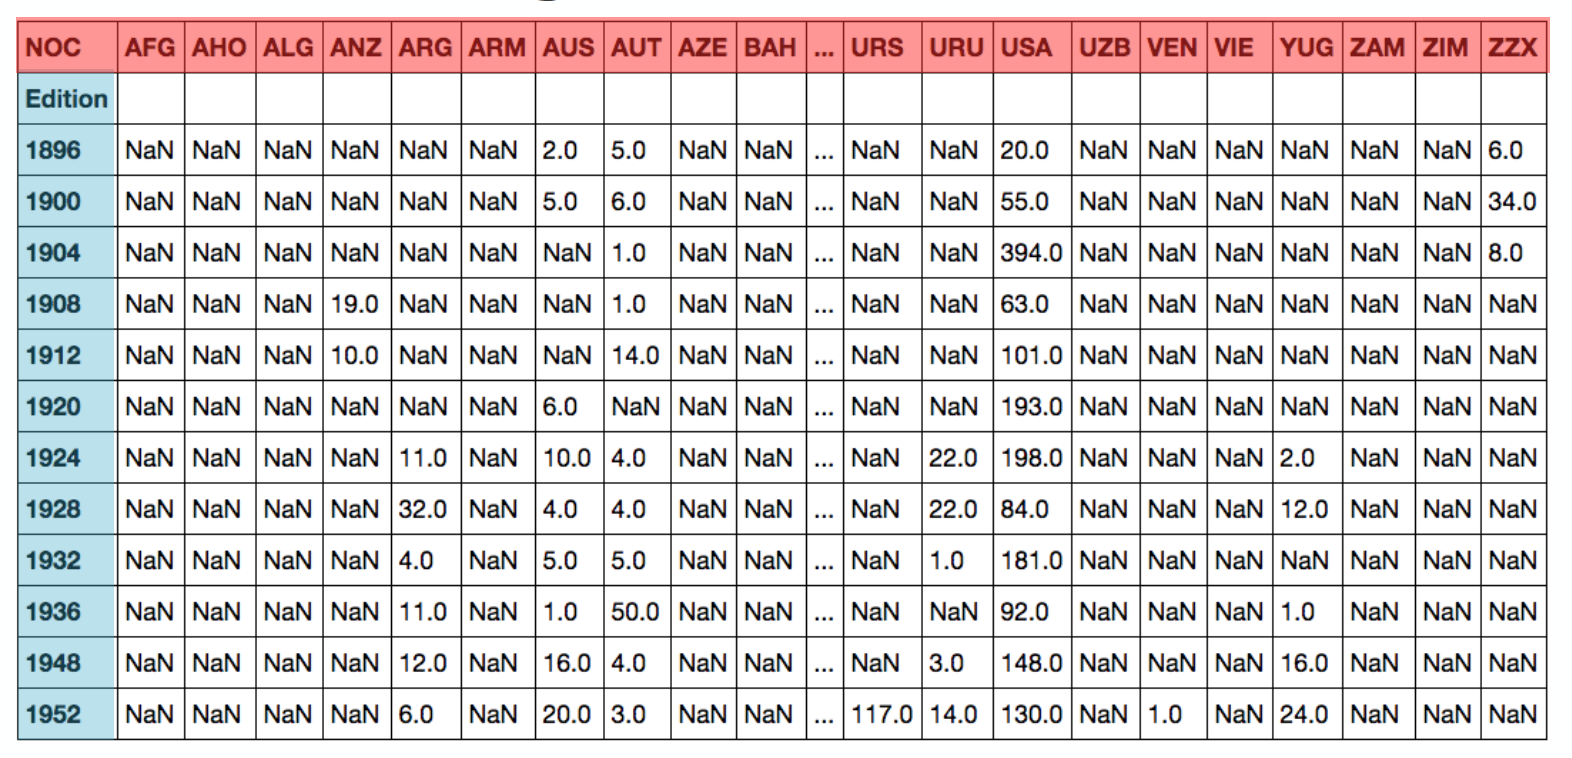 NOC AFG AHO ALG ANZ ARG ARM AUS AUT AZE BAH ... URS URU USA UZB VEN VIE YUG ZAM ZIM ZZX
Edition
1896 NaN NaN NaN NaN NaN NaN 2.0 5.0 NaN NaN ... NaN NaN 20.0 NaN NaN NaN NaN NaN NaN 6.0
1900 NaN NaN NaN NaN NaN NaN 5.0 6.0 NaN NaN ... NaN NaN 55.0 NaN NaN NaN NaN NaN NaN 34.0
1904 NaN NaN NaN NaN NaN NaN NaN 1.0 NaN NaN ... NaN NaN 394.0 NaN NaN NaN NaN NaN NaN 8.0
1908 NaN NaN NaN 19.0 NaN NaN NaN 1.0 NaN NaN ... NaN NaN 63.0 NaN NaN NaN NaN NaN NaN NaN
1912 NaN NaN NaN 10.0 NaN NaN NaN 14.0 NaN NaN ... NaN NaN 101.0 NaN NaN NaN NaN NaN NaN NaN
1920 NaN NaN NaN NaN NaN NaN 6.0 NaN NaN NaN ... NaN NaN 193.0 NaN NaN NaN NaN NaN NaN NaN
1924 NaN NaN NaN NaN 11.0 NaN 10.0 4.0 NaN NaN ... NaN 22.0 198.0 NaN NaN NaN 2.0 NaN NaN NaN
1928 NaN NaN NaN NaN 32.0 NaN 4.0 4.0 NaN NaN ... NaN 22.0 84.0 NaN NaN NaN 12.0 NaN NaN NaN
1932 NaN NaN NaN NaN 4.0 NaN 5.0 5.0 NaN NaN ... NaN 1.0 181.0 NaN NaN NaN NaN NaN NaN NaN
1936 NaN NaN NaN NaN 11.0 NaN 1.0 50.0 NaN NaN ... NaN NaN 92.0 NaN NaN NaN 1.0 NaN NaN NaN
1948 NaN NaN NaN NaN 12.0 NaN 16.0 4.0 NaN NaN ... NaN 3.0 148.0 NaN NaN NaN 16.0 NaN NaN NaN
1952 NaN NaN NaN NaN 6.0 NaN 20.0 3.0 NaN NaN ... 117.0 14.0 130.0 NaN 1.0 NaN 24.0 NaN NaN NaN